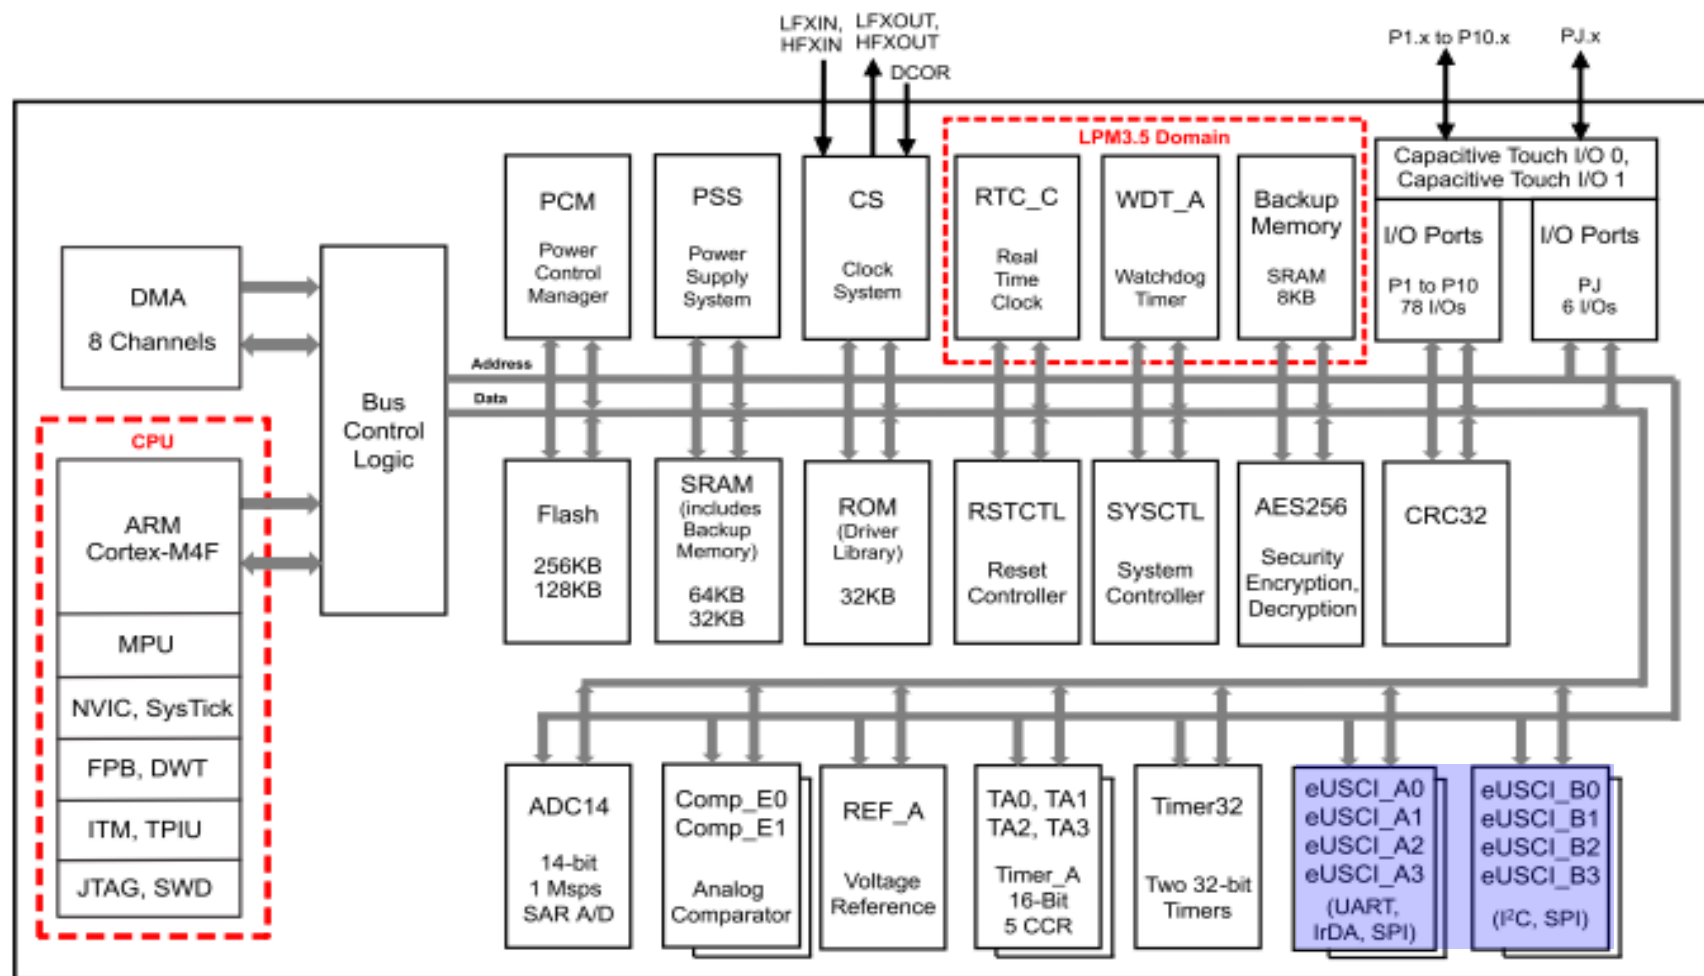 LFXIN,
HFXIN
LFXOUT,
HFXOUT
DCOR
P1.x to P10.x
PJ.x
LPM3.5 Domain
PCM
Power
Control
Manager
PSS
Power
Supply
System
CS
Clock
System
RTC_C
Real
Time
Clock
WDT_A
Watchdog
Timer
Backup
Memory
SRAM
8KB
Capacitive Touch I/O 0,
Capacitive Touch I/O 1
I/O Ports
P1 to P10
78 I/Os
I/O Ports
PJ
6 I/Os
DMA
8 Channels
Bus
Control
Logic
Address
Data
CPU
ARM
Cortex-M4F
MPU
NVIC, SysTick
FPB, DWT
ITM, TPIU
JTAG, SWD
Flash
256KB
128KB
SRAM
(includes
Backup
Memory)
64KB
32KB
ROM
(Driver
Library)
32KB
RSTCTL
Reset
Controller
SYSCTL
System
Controller
AES256
Security
Encryption,
Decryption
CRC32
ADC14
14-bit
1 Msps
SAR A/D
Comp_E0
Comp_E1
Analog
Comparator
REF_A
Voltage
Reference
TA0, TA1
TA2, TA3
Timer_A
16-Bit
5 CCR
Timer32
Two 32-bit
Timers
eUSCI_A0
eUSCI_A1
eUSCI_A2
eUSCI_A3
(UART,
IrDA, SPI)
eUSCI_B0
eUSCI_B1
eUSCI_B2
eUSCI_B3
(I²C, SPI)